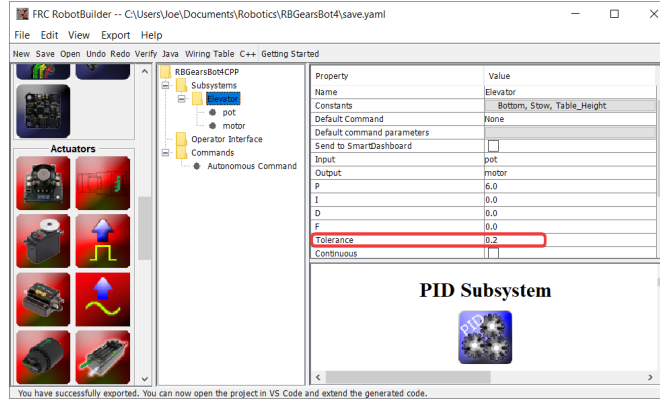 FRC RobotBuilder -- C:\Users\Joe\Documents\Robotics\RBGearsBot4\save.yaml
File Edit View Export Help
New Save Open Undo Redo Verify Java Wiring Table C++ Getting Started
Actuators
RBGearsBot4CPP
Subsystems
Elevator
pot
motor
Operator Interface
Commands
Autonomous Command
Property Value
Name Elevator
Constants Bottom, Stow, Table_Height
Default Command None
Default command parameters
Send to SmartDashboard
Input pot
Output motor
P 6.0
I 0.0
D 0.0
F 0.0
Tolerance 0.2
Continuous
PID Subsystem
PID
You have successfully exported. You can now open the project in VS Code and extend the generated code.